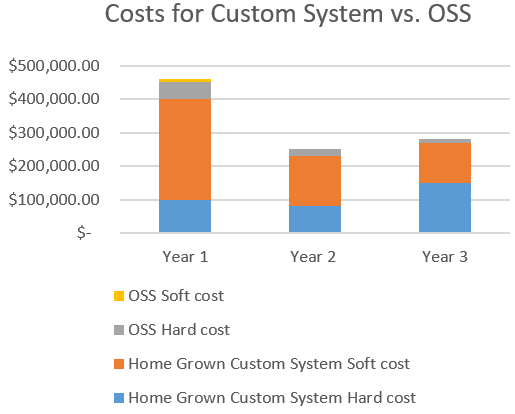 Costs for Custom System vs. OSS
$500,000.00
$400,000.00
$300,000.00
$200,000.00
$100,000.00
$-
Year 1 Year 2 Year 3
OSS Soft cost
OSS Hard cost
Home Grown Custom System Soft cost
Home Grown Custom System Hard cost